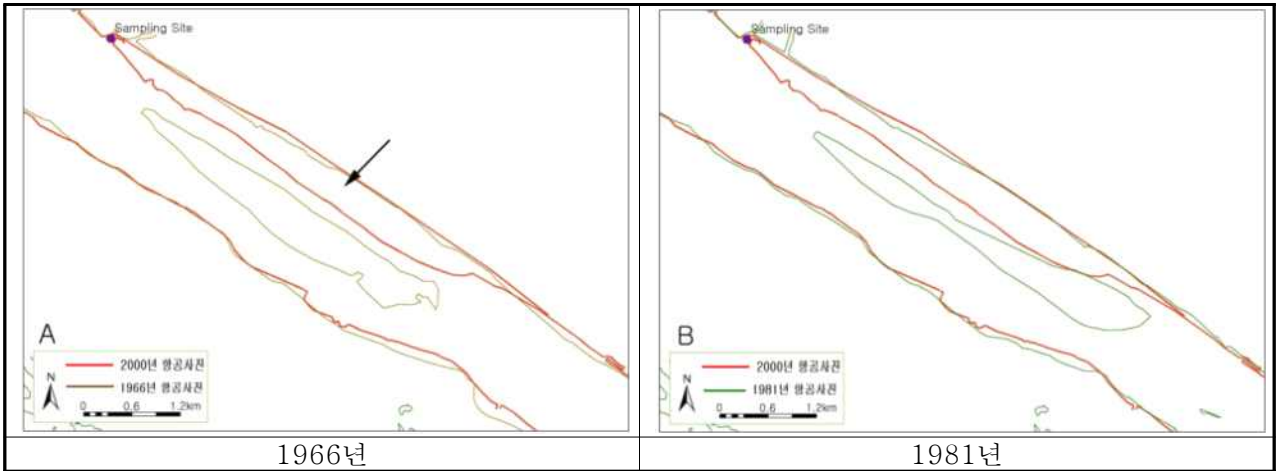 Sampling Site
A
2000년 항공사진
1966년 항공사진
N
0 0.6 1.2km
1966년
Sampling Site
B
2000년 항공사진
1981년 항공사진
N
0 0.6 1.2km
1981년